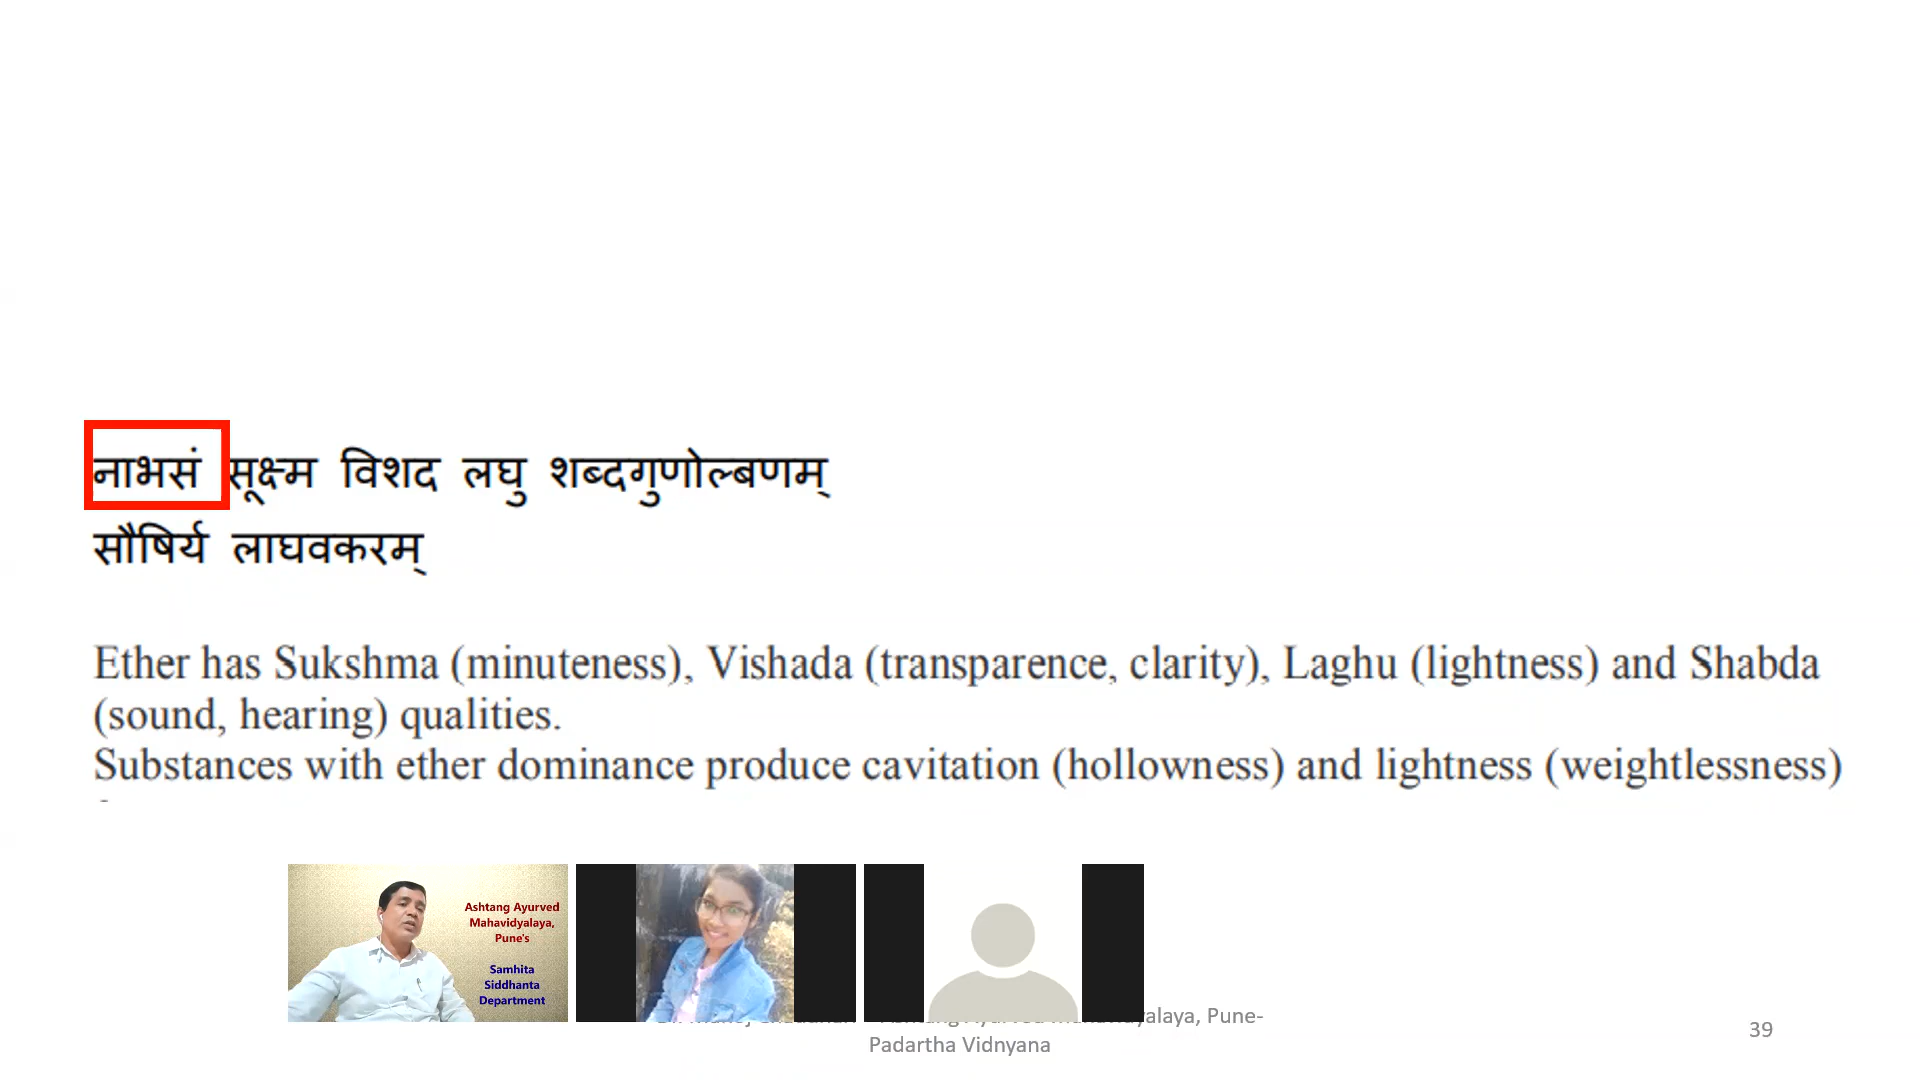 नाभसं सूक्ष्म विशद लघु शब्दगुणोल्बणम्
सौषिर्य लाघवकरम्
Ether has Sukshma (minuteness), Vishada (transparence, clarity), Laghu (lightness) and Shabda
(sound, hearing) qualities.
Substances with ether dominance produce cavitation (hollowness) and lightness (weightlessness)
Ashtang Ayurved
Mahavidyalaya,
Pune's
Samhita
Siddhanta
Department
Pune-
Padartha Vidnyana
39